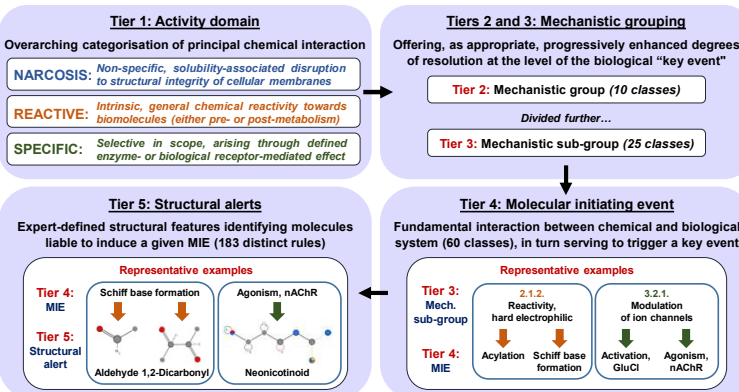 Tier 1: Activity domain
Overarching categorisation of principal chemical interaction
NARCOSIS: Non-specific, solubility-associated disruption
to structural integrity of cellular membranes
REACTIVE: Intrinsic, general chemical reactivity towards
biomolecules (either pre- or post-metabolism)
SPECIFIC: Selective in scope, arising through defined
enzyme- or biological receptor-mediated effect
Tiers 2 and 3: Mechanistic grouping
Offering, as appropriate, progressively enhanced degrees
of resolution at the level of the biological “key event"
Tier 2: Mechanistic group (10 classes)
Divided further…
Tier 3: Mechanistic sub-group (25 classes)
Tier 5: Structural alerts
Expert-defined structural features identifying molecules
liable to induce a given MIE (183 distinct rules)
Representative examples
Tier 4:
MIE
Schiff base formation
Agonism, nAChR
Tier 5:
Structural
alert
Aldehyde 1,2-Dicarbonyl
Neonicotinoid
Tier 4: Molecular initiating event
Fundamental interaction between chemical and biological
system (60 classes), in turn serving to trigger a key event
Representative examples
Tier 3:
Mech.
sub-group
2.1.2.
Reactivity,
hard electrophilic
3.2.1.
Modulation
of ion channels
Tier 4:
MIE
Acylation
Schiff base
formation
Activation,
GluCl
Agonism,
nAChR